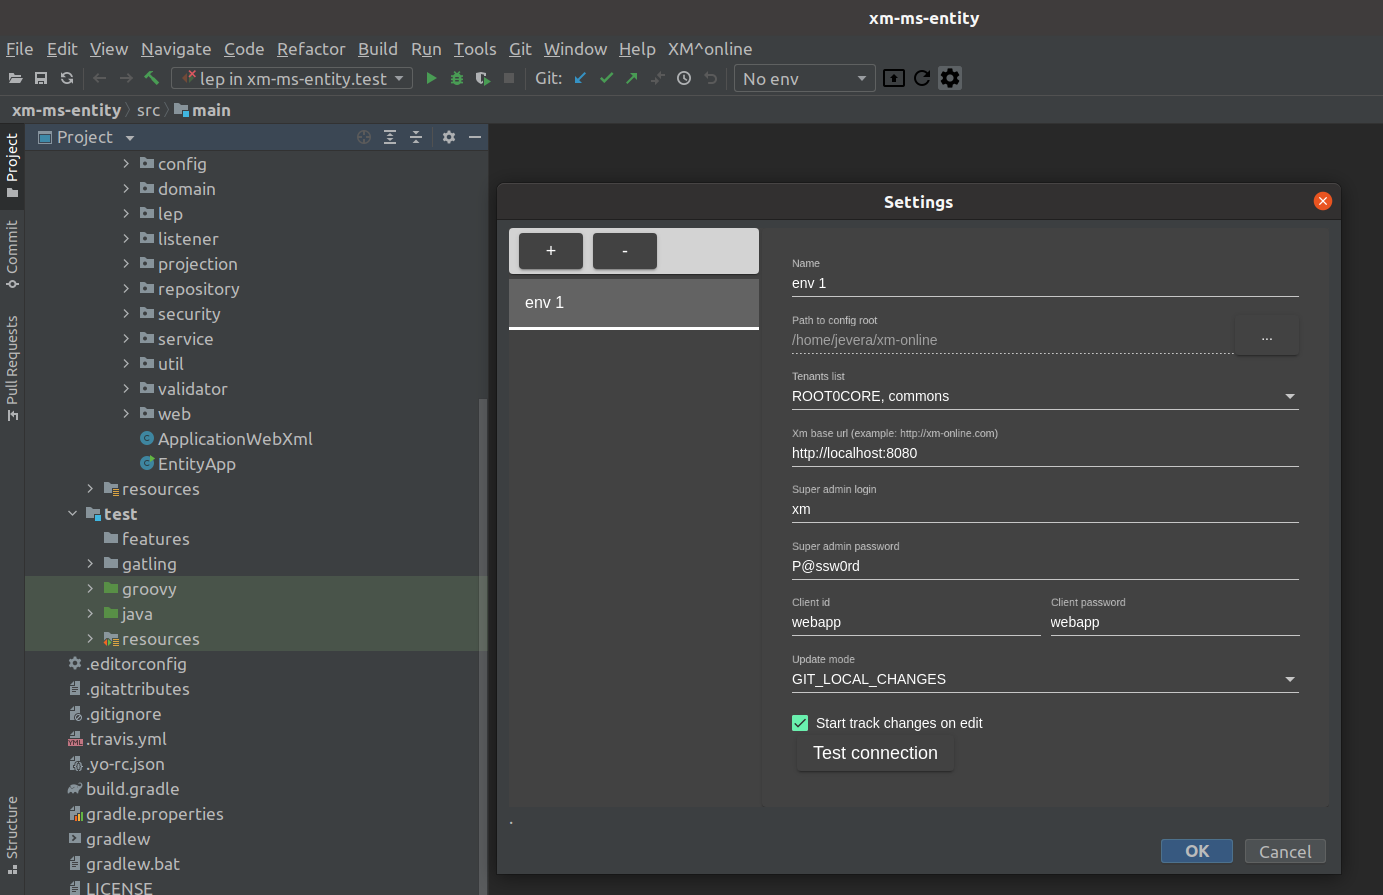 xm-ms-entity
File Edit View Navigate Code Refactor Build Run Tools Git Window Help XM^online
lep in xm-ms-entity.test Git: No env
xm-ms-entity src main
Project
Commit
Pull Requests
Structure
Project
config
domain
lep
listener
projection
repository
security
service
util
validator
web
ApplicationWebXml
EntityApp
resources
test
features
gatling
groovy
java
resources
.editorconfig
.gitattributes
.gitignore
.travis.yml
.yo-rc.json
build.gradle
gradle.properties
gradlew
gradlew.bat
LICENSE
Settings
+ -
env 1
Name
env 1
Path to config root
/home/jevera/xm-online ...
Tenants list
ROOT0CORE, commons
Xm base url (example: http://xm-online.com)
http://localhost:8080
Super admin login
xm
Super admin password
P@ssw0rd
Client id Client password
webapp webapp
Update mode
GIT_LOCAL_CHANGES
Start track changes on edit
Test connection
.
OK Cancel